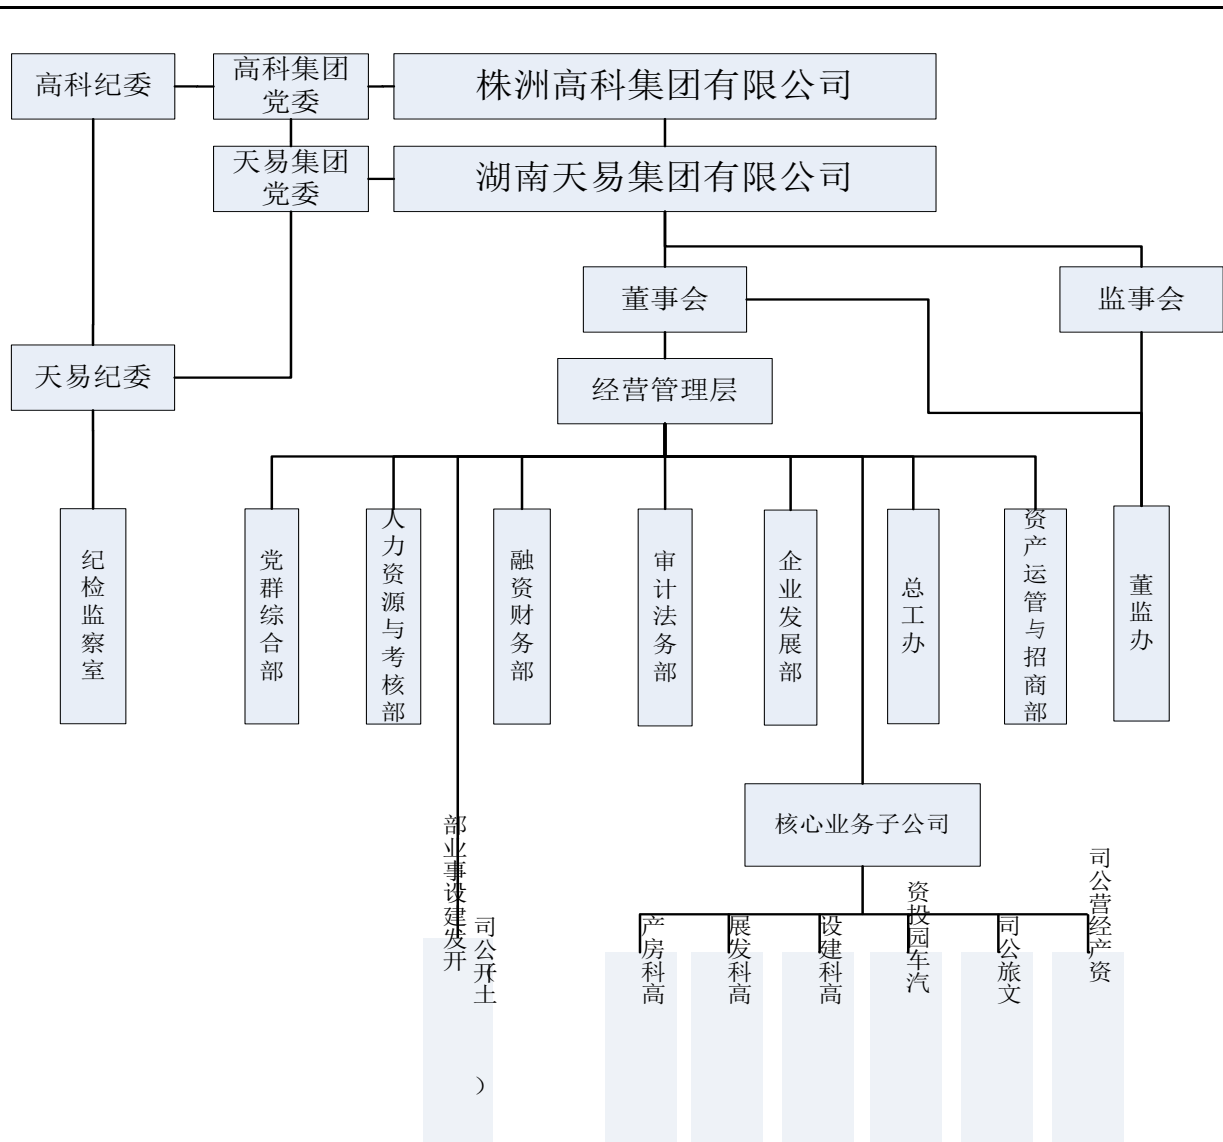 高科纪委
高科集团
党委
株洲高科集团有限公司
天易集团
党委
湖南天易集团有限公司
董事会
监事会
天易纪委
经营管理层
纪检监察室
党群综合部
人力资源与考核部
融资财务部
审计法务部
企业发展部
总工办
资产运管与招商部
董监办
核心业务子公司
开发建设事业部
（土开公司）
高科房产
高科发展
高科建设
汽车园投资
文旅公司
资产经营公司